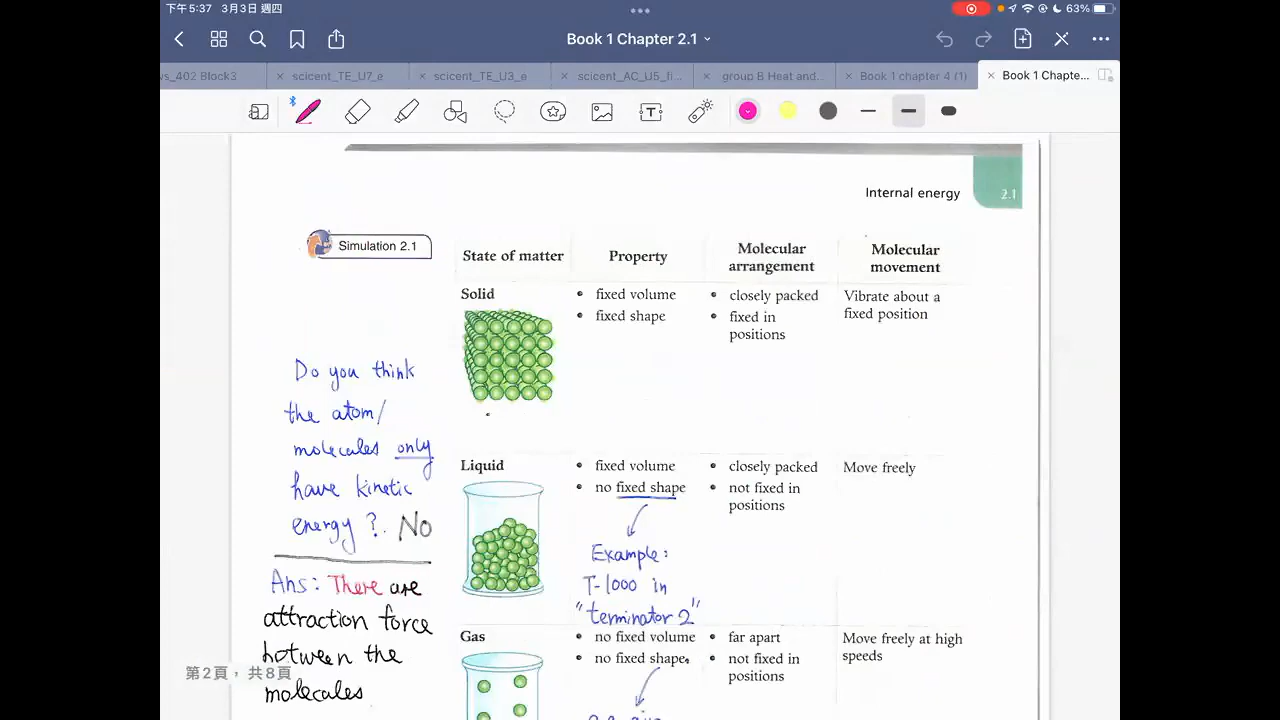 下午5:37 3月3日 週四
63%
Book 1 Chapter 2.1
402 Block3
scicent_TE_U7_e
scicent_TE_U3_e
scicent_AC_U5_fi...
group B Heat and...
Book 1 chapter 4 (1)
Book 1 Chapte...
Internal energy
2.1
Simulation 2.1
State of matter
Property
Molecular
arrangement
Molecular
movement
Solid
• fixed volume
• fixed shape
• closely packed
• fixed in
positions
Vibrate about a
fixed position
Do you think
the atom/
molecules only
have kinetic
energy? No
Ans: There are
attraction force
between the
molecules
Liquid
• fixed volume
• no fixed shape
• closely packed
• not fixed in
positions
Move freely
Example:
T-1000 in
"terminator 2"
Gas
• no fixed volume
• no fixed shape
• far apart
• not fixed in
positions
Move freely at high
speeds
第2頁，共8頁